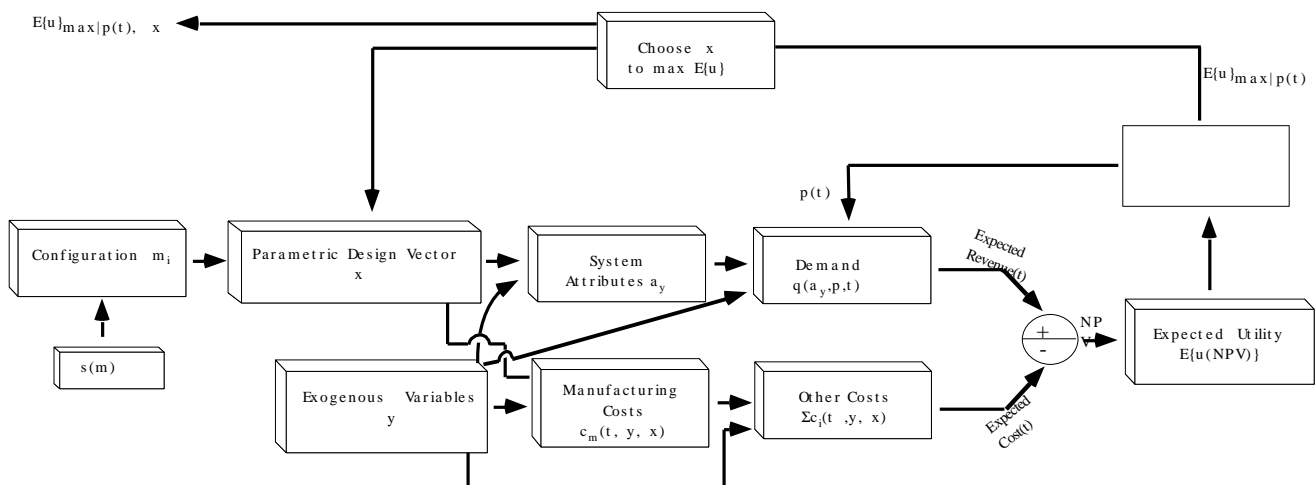 E{u}max|p(t), x
Choose x
to max E{u}
E{u}max|p(t)
p(t)
Configuration mi
Parametric Design Vector
x
System
Attributes ay
Demand
q(ay,p,t)
Expected
Revenue(t)
s(m)
Exogenous Variables
y
Manufacturing
Costs
cm(t, y, x)
Other Costs
Σci(t ,y, x)
Expected
Cost(t)
+
-
NP
V
Expected Utility
E{u(NPV)}